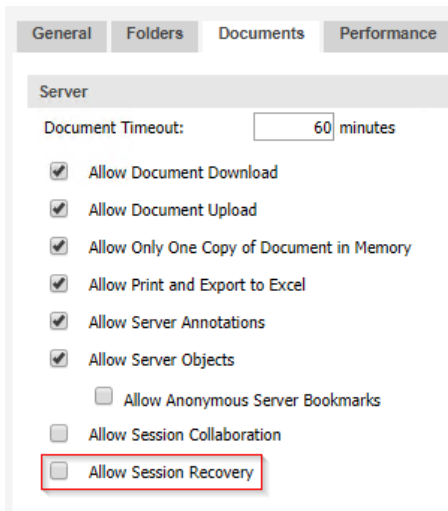 General Folders Documents Performance
Server
Document Timeout: 60 minutes
Allow Document Download
Allow Document Upload
Allow Only One Copy of Document in Memory
Allow Print and Export to Excel
Allow Server Annotations
Allow Server Objects
Allow Anonymous Server Bookmarks
Allow Session Collaboration
Allow Session Recovery